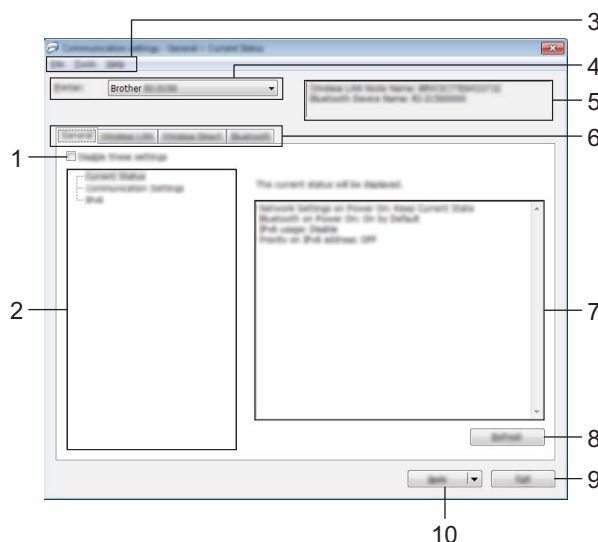 3
Communication settings - General > Current Status
File Tools Help
4
Printer: Brother
5
Wireless LAN Node Name:
Bluetooth Device Name:
6
General Wireless LAN Wireless Direct Bluetooth
1
Disable these settings
Current Status
Communication Settings
IPv6
The current status will be displayed.
Network Settings on Power On: Keep Current State
Bluetooth on Power On: On by Default
IPv6 usage: Disable
Priority on IPv6 address: OFF
2
7
Refresh
8
Apply Exit
9
10